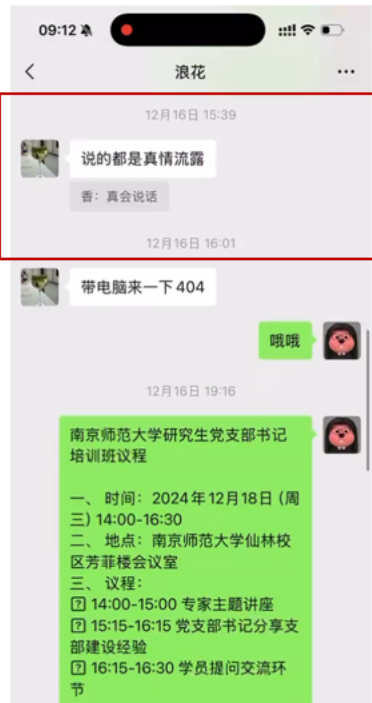 09:12
浪花
12月16日 15:39
说的都是真情流露
香：真会说话
12月16日 16:01
带电脑来一下404
哦哦
12月16日 19:16
南京师范大学研究生党支部书记
培训班议程
一、 时间：2024年12月18日 (周
三) 14:00-16:30
二、 地点：南京师范大学仙林校
区芳菲楼会议室
三、 议程：
⍰ 14:00-15:00 专家主题讲座
⍰ 15:15-16:15 党支部书记分享支
部建设经验
⍰ 16:15-16:30 学员提问交流环
节